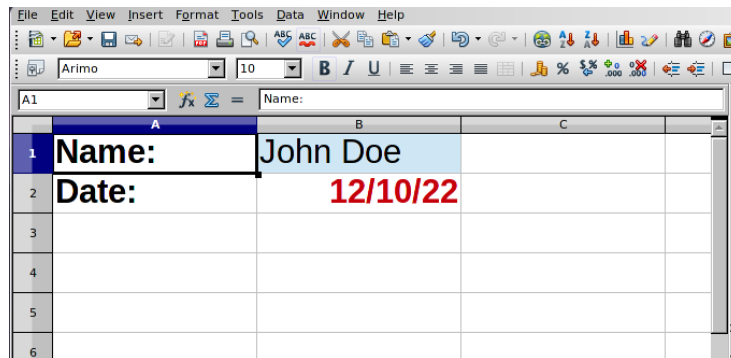 File Edit View Insert Format Tools Data Window Help
Arimo 10
A1 Name:
A B C
1 Name: John Doe
2 Date: 12/10/22
3
4
5
6